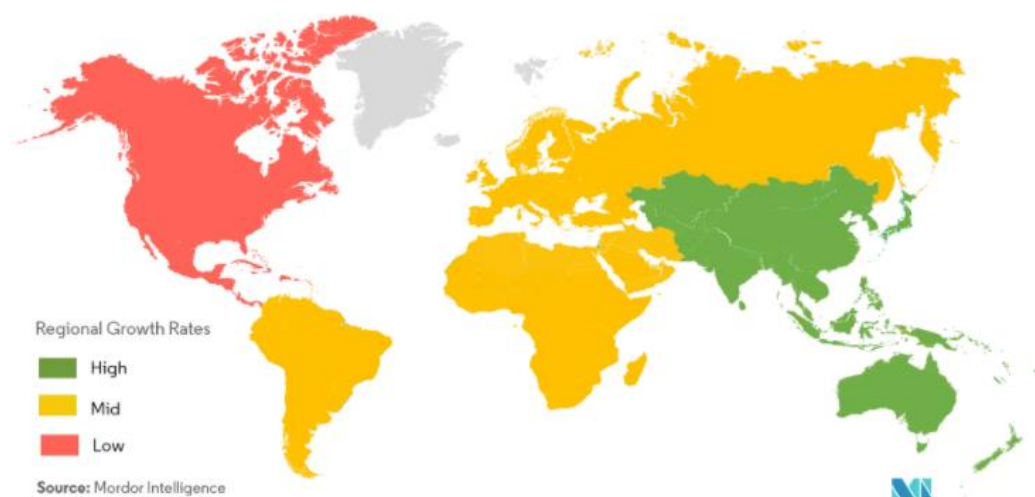 Regional Growth Rates
High
Mid
Low
Source: Mordor Intelligence